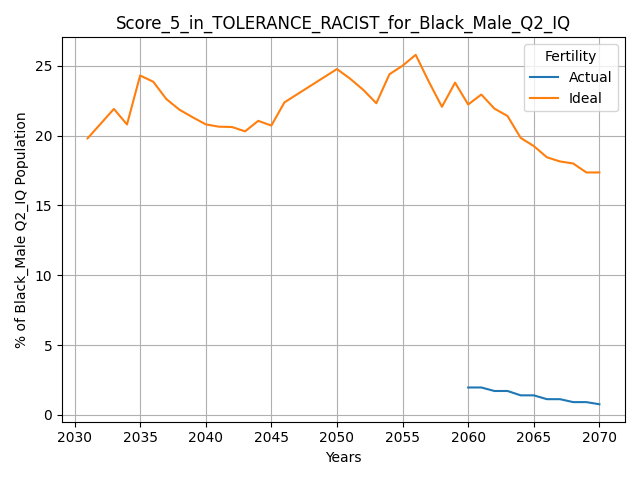 Score_5_in_TOLERANCE_RACIST_for_Black_Male_Q2_IQ
% of Black_Male Q2_IQ Population
25
20
15
10
5
0
Fertility
Actual
Ideal
2030 2035 2040 2045 2050 2055 2060 2065 2070
Years